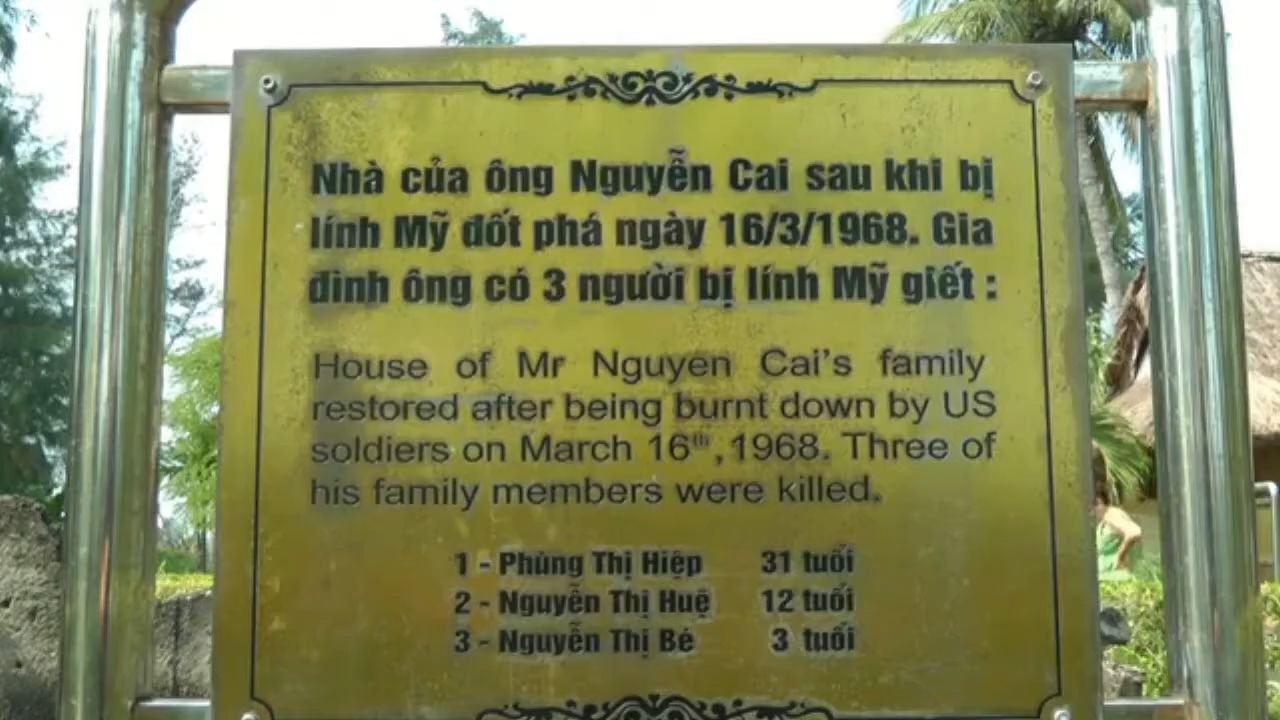 Nhà của ông Nguyễn Cai sau khi bị
lính Mỹ đốt phá ngày 16/3/1968. Gia
đình ông có 3 người bị lính Mỹ giết :
House of Mr Nguyen Cai's family
restored after being burnt down by US
soldiers on March 16th, 1968. Three of
his family members were killed.
1 - Phùng Thị Hiệp 31 tuổi
2 - Nguyễn Thị Huệ 12 tuổi
3 - Nguyễn Thị Bé 3 tuổi